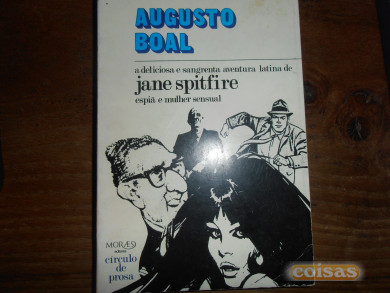 AUGUSTO
BOAL
a deliciosa e sangrenta aventura latina de
jane spitfire
espiã e mulher sensual
MORAES
editores
círculo de
prosa
coisas